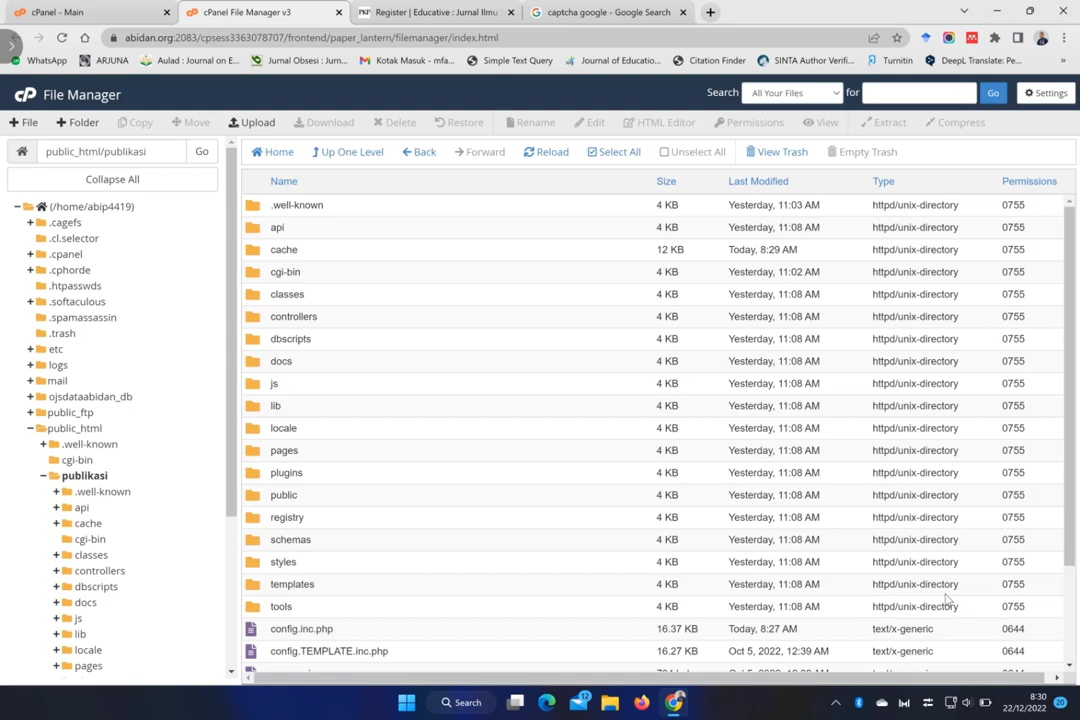 cPanel - Main
cPanel File Manager v3
PKP Register | Educative : Jurnal Ilmu
captcha google - Google Search
abidan.org:2083/cpsess3363078707/frontend/paper_lantern/filemanager/index.html
WhatsApp
ARJUNA
Aulad : Journal on E...
Jurnal Obsesi : Jurn...
Kotak Masuk - mfa...
Simple Text Query
Journal of Educatio...
Citation Finder
SINTA Author Verifi...
Turnitin
DeepL Translate: Pe...
cP File Manager
Search
All Your Files
for
Go
Settings
File
Folder
Copy
Move
Upload
Download
Delete
Restore
Rename
Edit
HTML Editor
Permissions
View
Extract
Compress
public_html/publikasi
Go
Collapse All
(/home/abip4419)
.cagefs
.cl.selector
.cpanel
.cphorde
.htpasswds
.softaculous
.spamassassin
.trash
etc
logs
mail
ojsdataabidan_db
public_ftp
public_html
.well-known
cgi-bin
publikasi
.well-known
api
cache
cgi-bin
classes
controllers
dbscripts
docs
js
lib
locale
pages
Home
Up One Level
Back
Forward
Reload
Select All
Unselect All
View Trash
Empty Trash
Name Size Last Modified Type Permissions
.well-known 4 KB Yesterday, 11:03 AM httpd/unix-directory 0755
api 4 KB Yesterday, 11:08 AM httpd/unix-directory 0755
cache 12 KB Today, 8:29 AM httpd/unix-directory 0755
cgi-bin 4 KB Yesterday, 11:02 AM httpd/unix-directory 0755
classes 4 KB Yesterday, 11:08 AM httpd/unix-directory 0755
controllers 4 KB Yesterday, 11:08 AM httpd/unix-directory 0755
dbscripts 4 KB Yesterday, 11:08 AM httpd/unix-directory 0755
docs 4 KB Yesterday, 11:08 AM httpd/unix-directory 0755
js 4 KB Yesterday, 11:08 AM httpd/unix-directory 0755
lib 4 KB Yesterday, 11:08 AM httpd/unix-directory 0755
locale 4 KB Yesterday, 11:08 AM httpd/unix-directory 0755
pages 4 KB Yesterday, 11:08 AM httpd/unix-directory 0755
plugins 4 KB Yesterday, 11:08 AM httpd/unix-directory 0755
public 4 KB Yesterday, 11:08 AM httpd/unix-directory 0755
registry 4 KB Yesterday, 11:08 AM httpd/unix-directory 0755
schemas 4 KB Yesterday, 11:08 AM httpd/unix-directory 0755
styles 4 KB Yesterday, 11:08 AM httpd/unix-directory 0755
templates 4 KB Yesterday, 11:08 AM httpd/unix-directory 0755
tools 4 KB Yesterday, 11:08 AM httpd/unix-directory 0755
config.inc.php 16.37 KB Today, 8:27 AM text/x-generic 0644
config.TEMPLATE.inc.php 16.27 KB Oct 5, 2022, 12:39 AM text/x-generic 0644
Search
12
8:30
22/12/2022
20